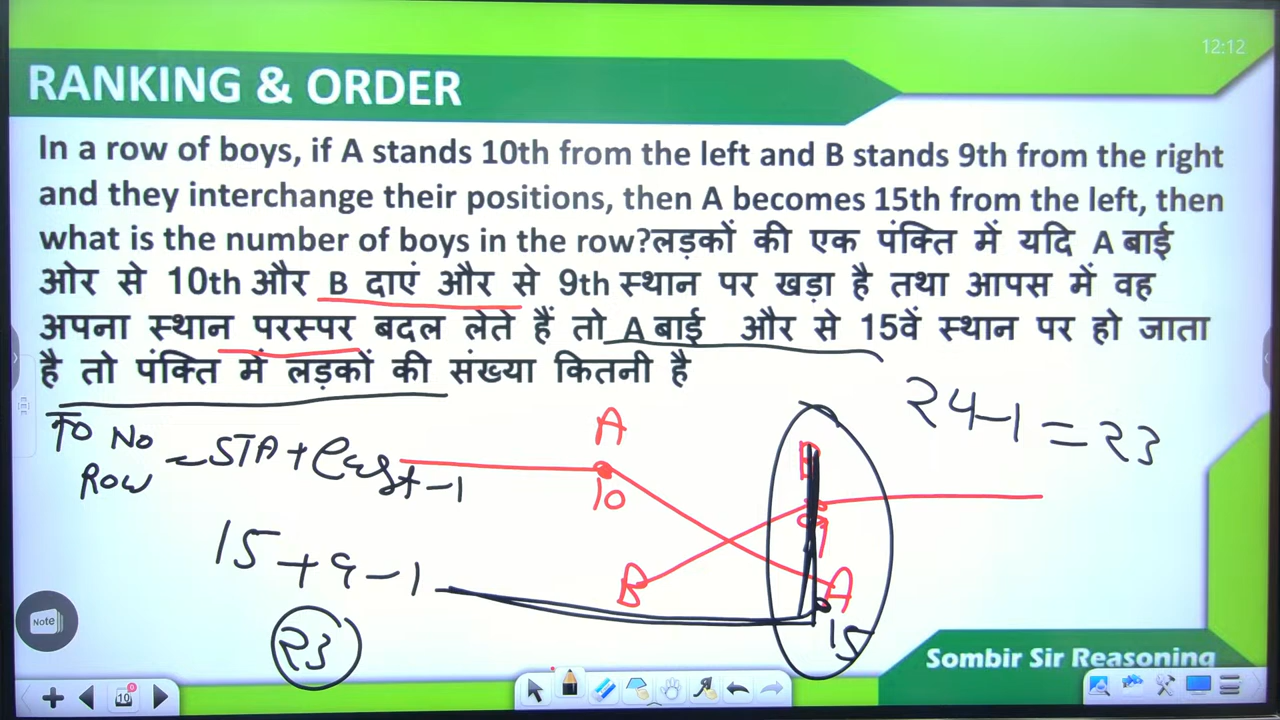 12:12
RANKING & ORDER
In a row of boys, if A stands 10th from the left and B stands 9th from the right
and they interchange their positions, then A becomes 15th from the left, then
what is the number of boys in the row?लड़कों की एक पंक्ति में यदि A बाई
ओर से 10th और B दाएं और से 9th स्थान पर खड़ा है तथा आपस में वह
अपना स्थान परस्पर बदल लेते हैं तो A बाई और से 15वें स्थान पर हो जाता
है तो पंक्ति में लड़कों की संख्या कितनी है
24-1=23
To No
Row
= STA + -1
A
10
B
9
B
A
15
15+9-1
23
Note
Sombir Sir Reasoning
10